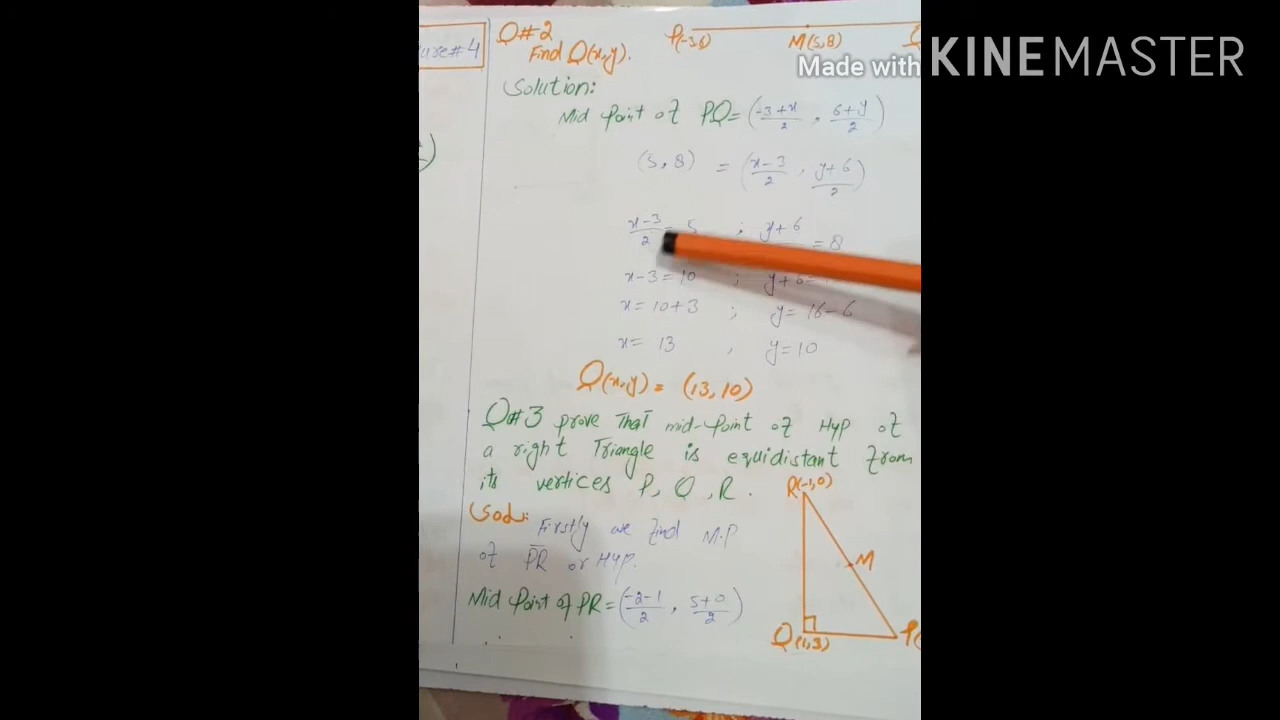 ure#4
Q#2
Find Q(x,y).
P(-3,6) M(5,8)
Made with KINEMASTER
Solution:
Mid Point of PQ = (-3+x/2 , 6+y/2)
(5,8) = (x-3/2 , y+6/2)
x-3/2 = 5 ; y+6 = 8
x-3 = 10 ; y+6=
x = 10+3 ; y = 16-6
x = 13 , y = 10
Q(x,y) = (13,10)
Q#3 prove That mid-point of Hyp of
a right Triangle is equidistant from
its vertices P, Q, R.
Sol: Firstly we find M.P
of PR or Hyp.
Mid Point of PR = (-2-1/2 , 5+0/2)
R(-1,0)
M
Q(1,3) P(